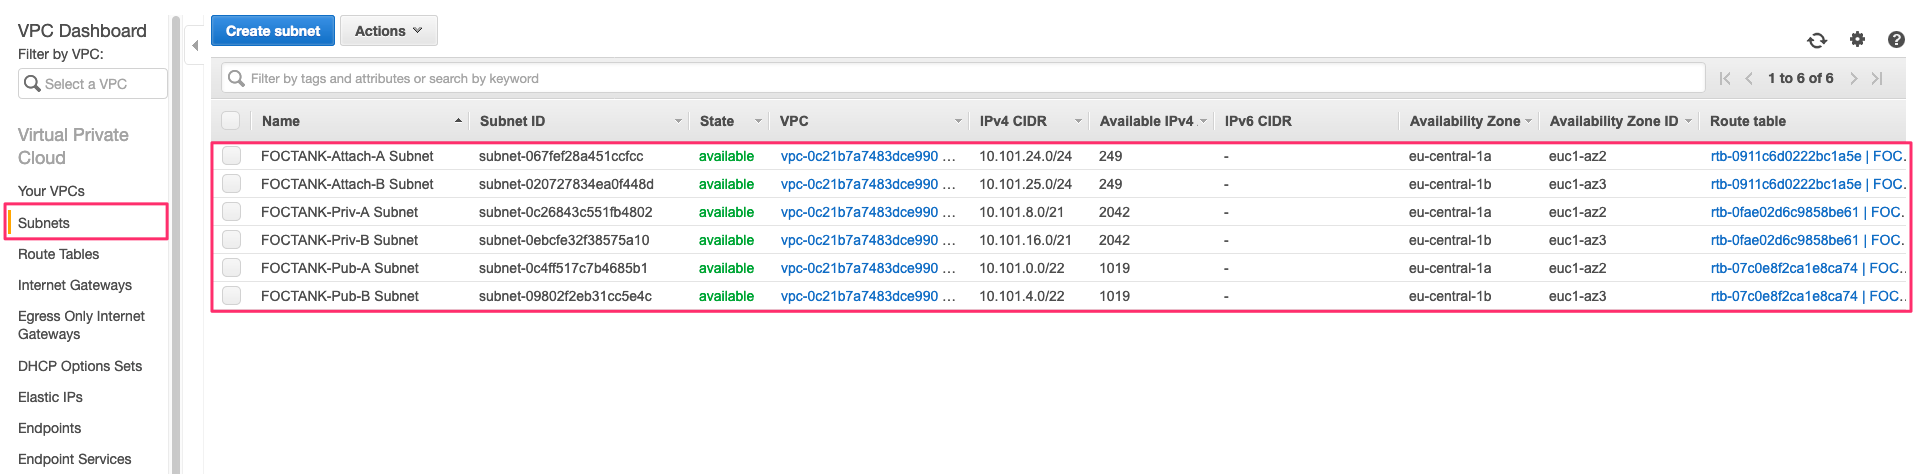 VPC Dashboard
Filter by VPC:
Select a VPC
Virtual Private
Cloud
Your VPCs
Subnets
Route Tables
Internet Gateways
Egress Only Internet
Gateways
DHCP Options Sets
Elastic IPs
Endpoints
Endpoint Services
Create subnet Actions
Filter by tags and attributes or search by keyword 1 to 6 of 6
Name Subnet ID State VPC IPv4 CIDR Available IPv4 IPv6 CIDR Availability Zone Availability Zone ID Route table
FOCTANK-Attach-A Subnet subnet-067fef28a451ccfcc available vpc-0c21b7a7483dce990 ... 10.101.24.0/24 249 - eu-central-1a euc1-az2 rtb-0911c6d0222bc1a5e | FOC...
FOCTANK-Attach-B Subnet subnet-020727834ea0f448d available vpc-0c21b7a7483dce990 ... 10.101.25.0/24 249 - eu-central-1b euc1-az3 rtb-0911c6d0222bc1a5e | FOC...
FOCTANK-Priv-A Subnet subnet-0c26843c551fb4802 available vpc-0c21b7a7483dce990 ... 10.101.8.0/21 2042 - eu-central-1a euc1-az2 rtb-0fae02d6c9858be61 | FOC...
FOCTANK-Priv-B Subnet subnet-0ebcfe32f38575a10 available vpc-0c21b7a7483dce990 ... 10.101.16.0/21 2042 - eu-central-1b euc1-az3 rtb-0fae02d6c9858be61 | FOC...
FOCTANK-Pub-A Subnet subnet-0c4ff517c7b4685b1 available vpc-0c21b7a7483dce990 ... 10.101.0.0/22 1019 - eu-central-1a euc1-az2 rtb-07c0e8f2ca1e8ca74 | FOC...
FOCTANK-Pub-B Subnet subnet-09802f2eb31cc5e4c available vpc-0c21b7a7483dce990 ... 10.101.4.0/22 1019 - eu-central-1b euc1-az3 rtb-07c0e8f2ca1e8ca74 | FOC...